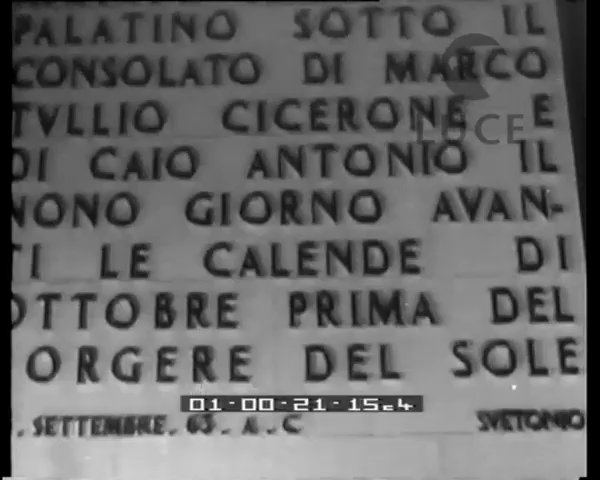 PALATINO SOTTO IL
CONSOLATO DI MARCO
TVLLIO CICERONE E
DI CAIO ANTONIO IL
NONO GIORNO AVAN-
TI LE CALENDE DI
OTTOBRE PRIMA DEL
ORGERE DEL SOLE
. SETTEMBRE. 63. A. C SVETONIO
LUCE
01-00-21-15.4